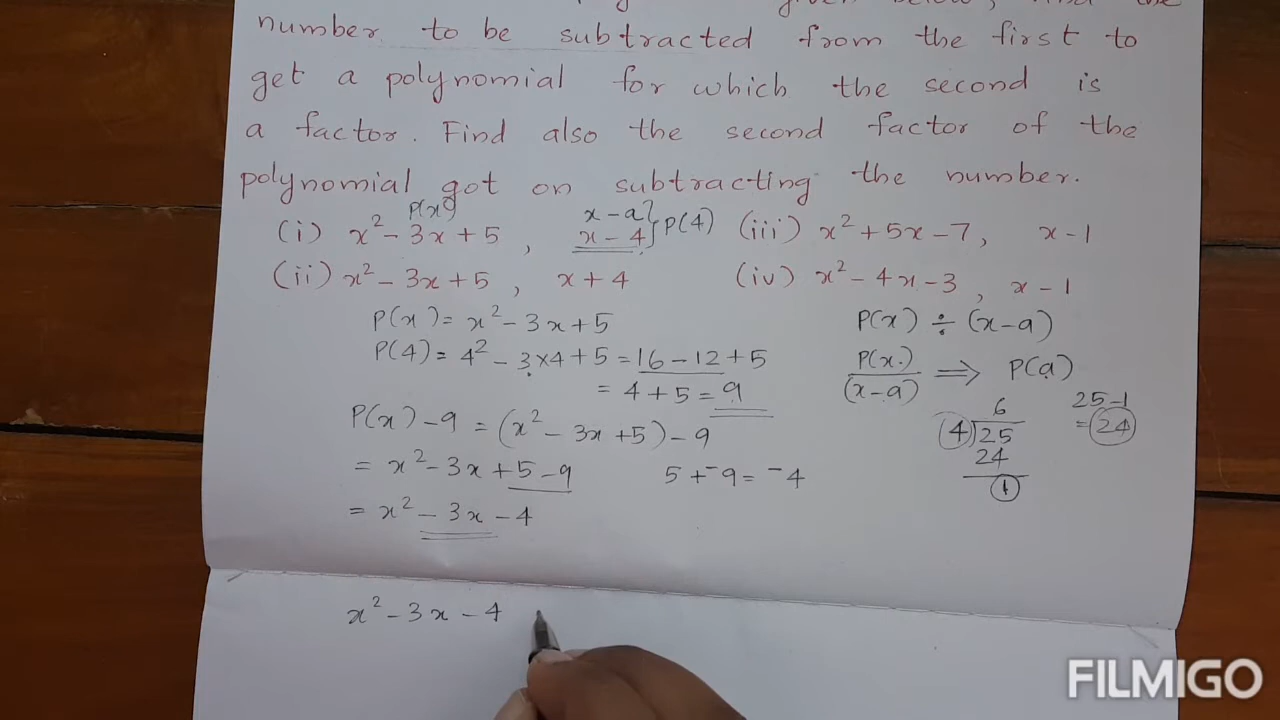 number to be subtracted from the first to
get a polynomial for which the second is
a factor. Find also the second factor of the
polynomial got on subtracting the number.
P(x)
x-a } P(4)
(i) x² - 3x + 5 , x - 4
(iii) x² + 5x - 7, x - 1
(ii) x² - 3x + 5 , x + 4
(iv) x² - 4x - 3 , x - 1
P(x) = x² - 3x + 5
P(4) = 4² - 3×4 + 5 = 16 - 12 + 5
= 4 + 5 = 9
P(x) - 9 = (x² - 3x + 5) - 9
= x² - 3x + 5 - 9
5 + ⁻9 = ⁻4
= x² - 3x - 4
P(x) ÷ (x-a)
P(x)/(x-a) ⟹ P(a)
6
4)25
24
1
25-1
= 24
x² - 3x - 4
FILMIGO